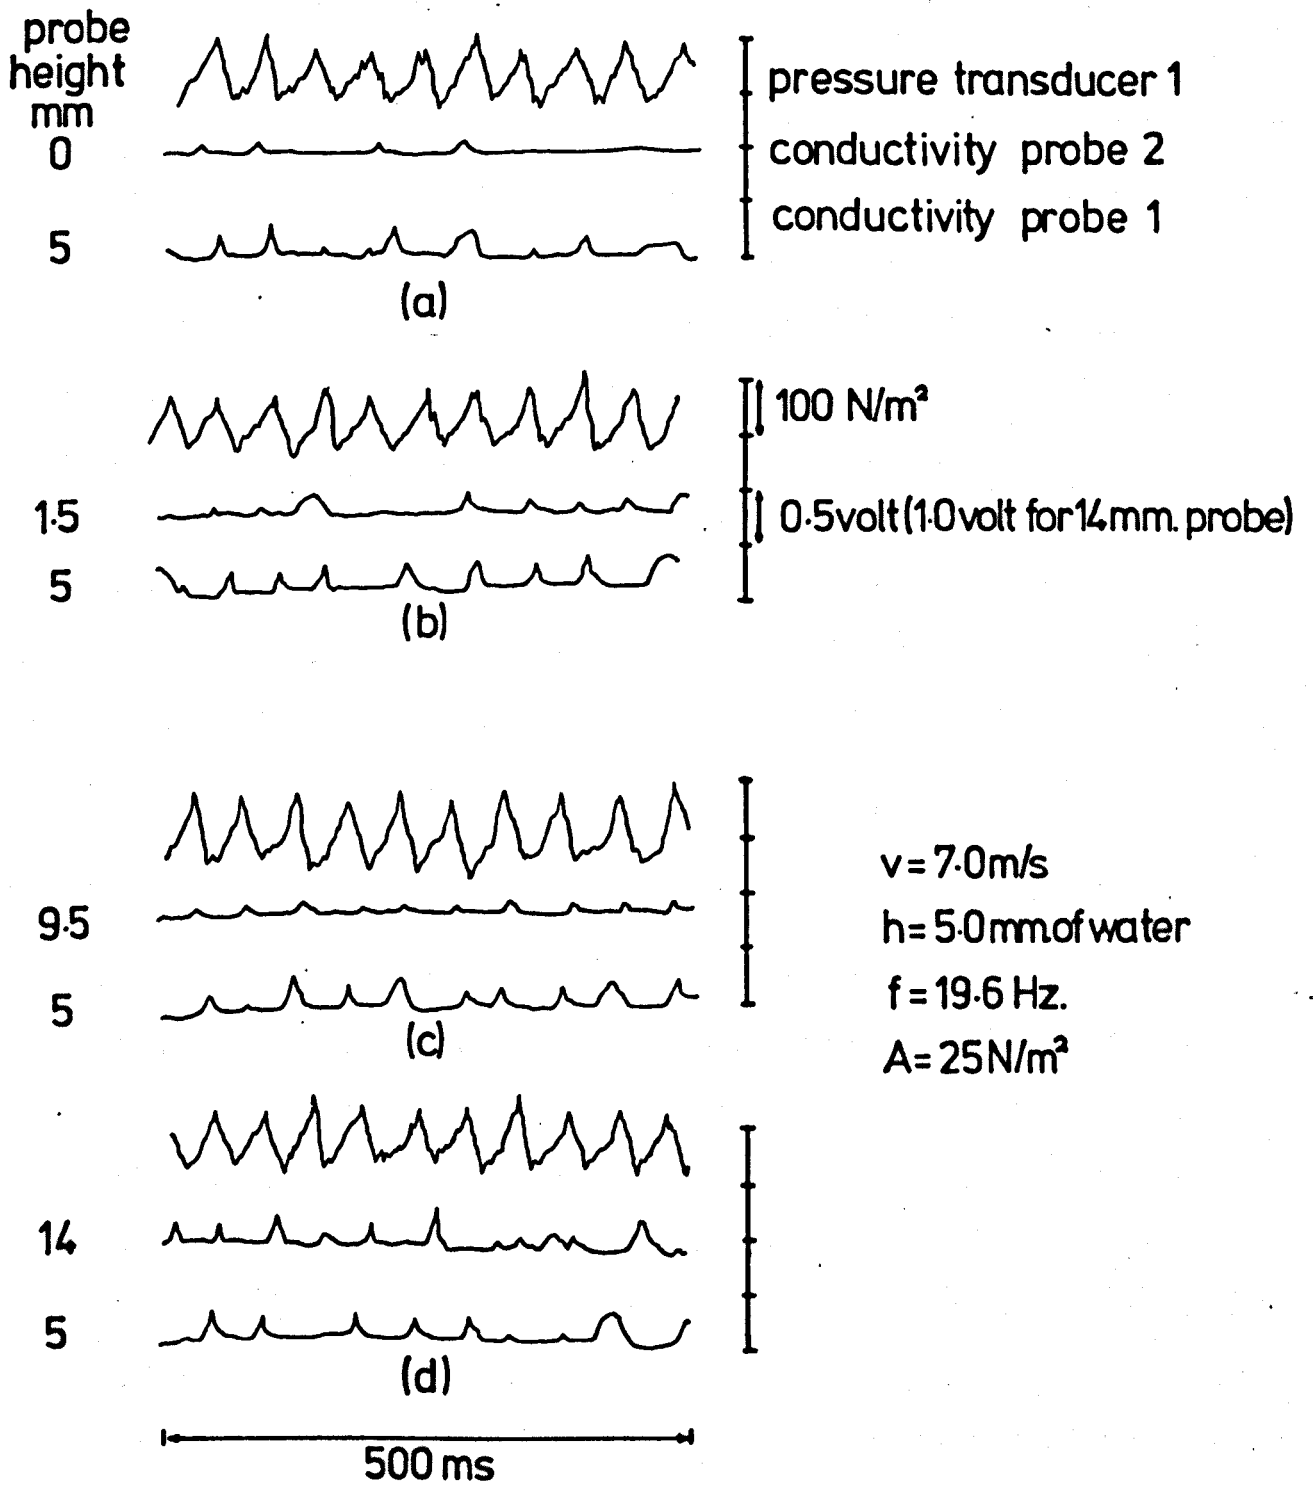 probe
height
mm
pressure transducer 1
0
conductivity probe 2
conductivity probe 1
5
(a)
100 N/m²
1·5
0·5volt (1·0volt for 14mm. probe)
5
(b)
v= 7·0m/s
9·5
h= 5·0mm.of water
5
f= 19·6 Hz.
(c)
A= 25N/m²
14
5
(d)
500 ms